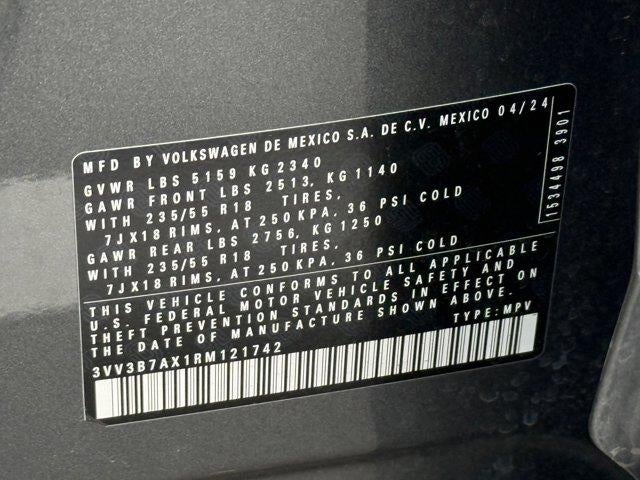 MFD BY VOLKSWAGEN DE MEXICO S.A. DE C.V. MEXICO 04/24
GVWR LBS 5159 KG 2340
GAWR FRONT LBS 2513, KG 1140
WITH 235/55 R18 TIRES,
7JX18 RIMS, AT 250 KPA, 36 PSI COLD
GAWR REAR LBS 2756, KG 1250
WITH 235/55 R18 TIRES,
7JX18 RIMS, AT 250 KPA, 36 PSI COLD
THIS VEHICLE CONFORMS TO ALL APPLICABLE
U.S. FEDERAL MOTOR VEHICLE SAFETY AND
THEFT PREVENTION STANDARDS IN EFFECT ON
THE DATE OF MANUFACTURE SHOWN ABOVE.
3VV3B7AX1RM121742 TYPE: MPV
1534498 3901